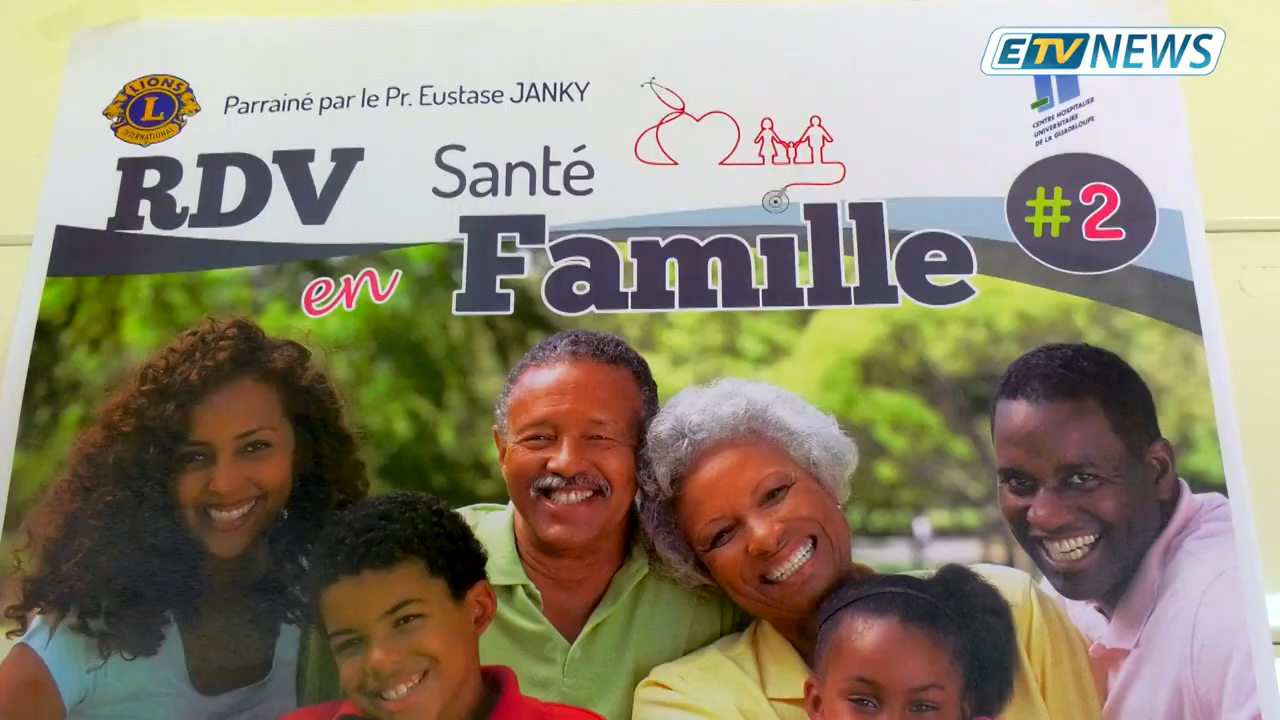 ETV NEWS
LIONS
L
INTERNATIONAL
Parrainé par le Pr. Eustase JANKY
CENTRE HOSPITALIER
UNIVERSITAIRE
DE LA GUADELOUPE
RDV Santé
en Famille
#2